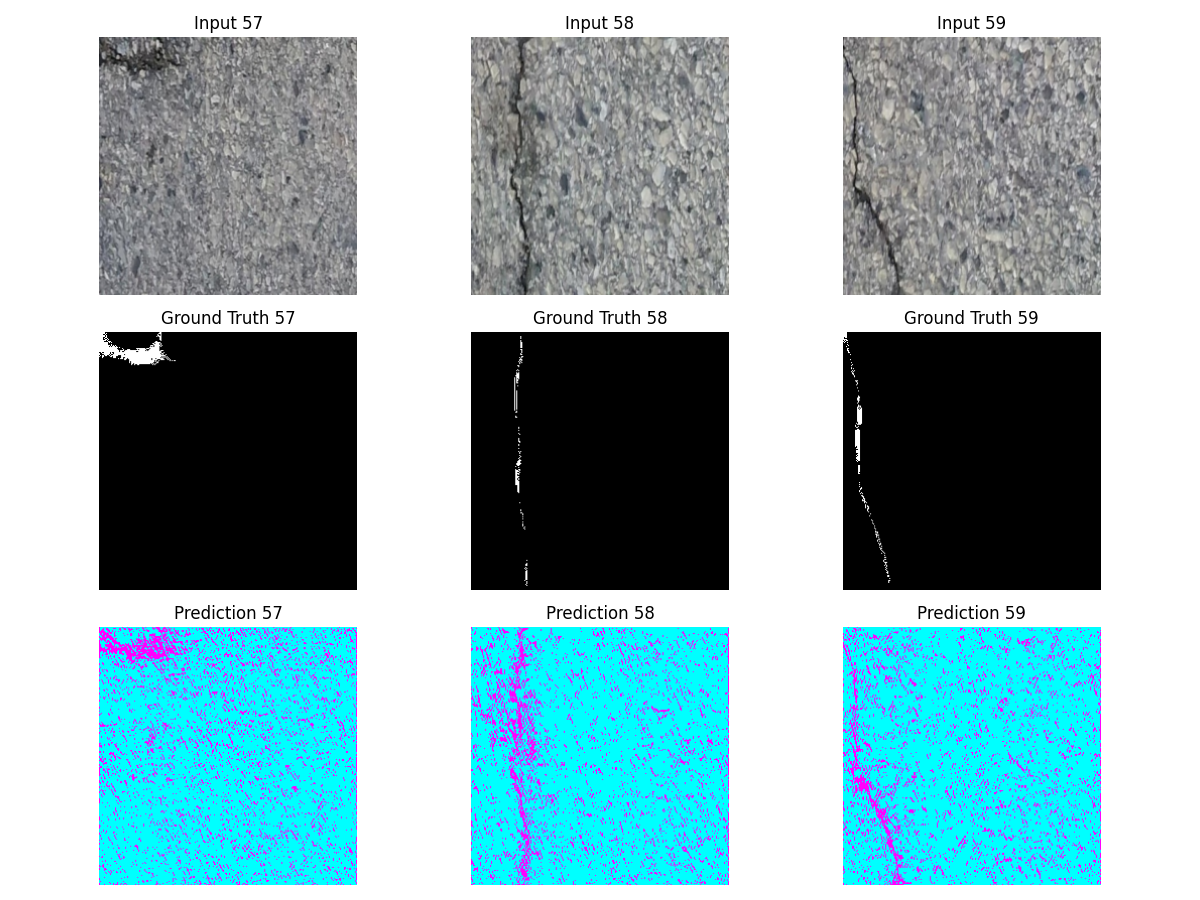 Input 57
Input 58
Input 59
Ground Truth 57
Ground Truth 58
Ground Truth 59
Prediction 57
Prediction 58
Prediction 59